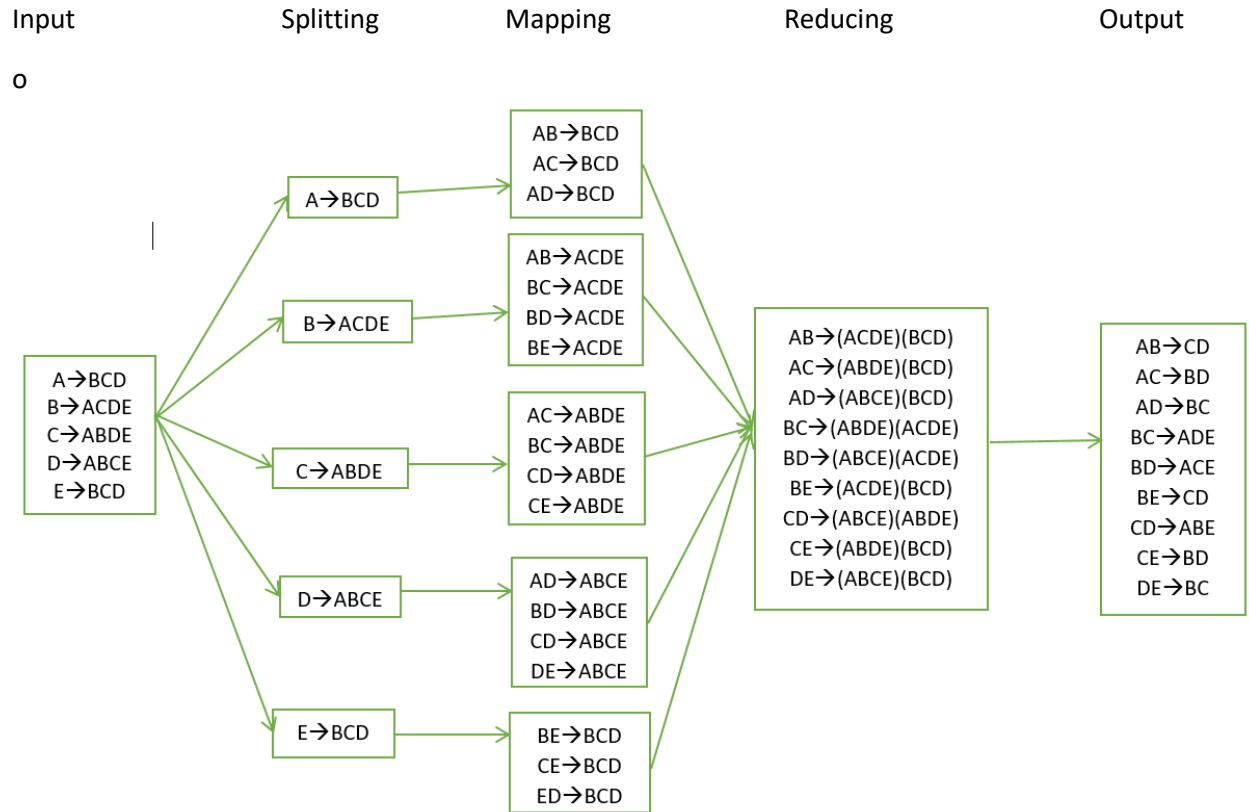 Input Splitting Mapping Reducing Output
o
A→BCD
B→ACDE
C→ABDE
D→ABCE
E→BCD
A→BCD
B→ACDE
C→ABDE
D→ABCE
E→BCD
AB→BCD
AC→BCD
AD→BCD
AB→ACDE
BC→ACDE
BD→ACDE
BE→ACDE
AC→ABDE
BC→ABDE
CD→ABDE
CE→ABDE
AD→ABCE
BD→ABCE
CD→ABCE
DE→ABCE
BE→BCD
CE→BCD
ED→BCD
AB→(ACDE)(BCD)
AC→(ABDE)(BCD)
AD→(ABCE)(BCD)
BC→(ABDE)(ACDE)
BD→(ABCE)(ACDE)
BE→(ACDE)(BCD)
CD→(ABCE)(ABDE)
CE→(ABDE)(BCD)
DE→(ABCE)(BCD)
AB→CD
AC→BD
AD→BC
BC→ADE
BD→ACE
BE→CD
CD→ABE
CE→BD
DE→BC